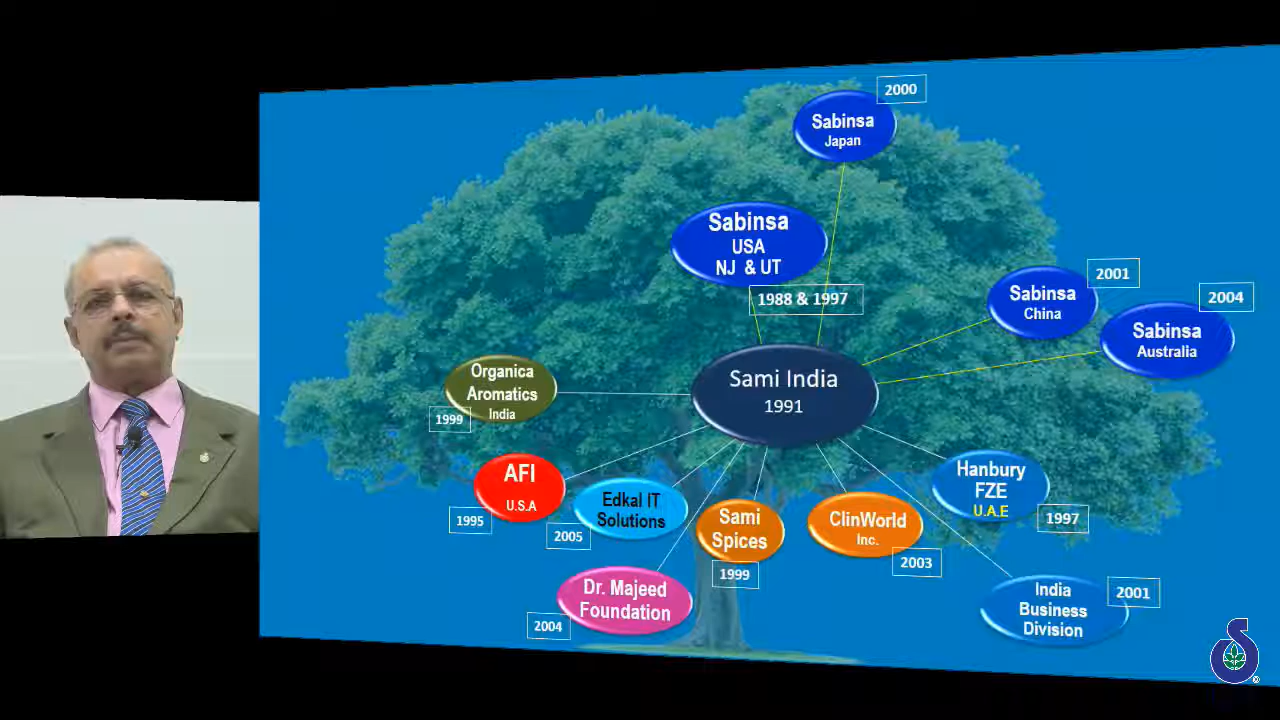 2000
Sabinsa
Japan
Sabinsa
USA
NJ & UT
1988 & 1997
2001
Sabinsa
China
2004
Sabinsa
Australia
Sami India
1991
Organica
Aromatics
India
1999
AFI
U.S.A
1995
Edkal IT
Solutions
2005
Sami
Spices
1999
ClinWorld
Inc.
2003
Hanbury
FZE
U.A.E
1997
Dr. Majeed
Foundation
2004
India
Business
Division
2001